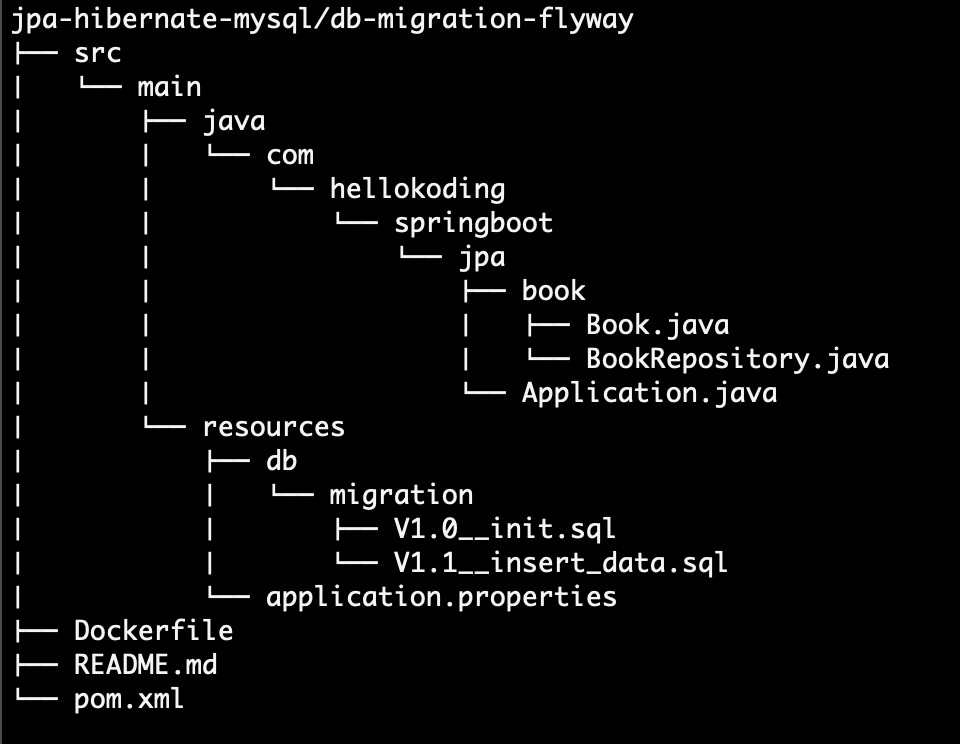 jpa-hibernate-mysql/db-migration-flyway
├── src
│   └── main
│       ├── java
│       │   └── com
│       │       └── hellokoding
│       │           └── springboot
│       │               └── jpa
│       │                   ├── book
│       │                   │   ├── Book.java
│       │                   │   └── BookRepository.java
│       │                   └── Application.java
│       └── resources
│           ├── db
│           │   └── migration
│           │       ├── V1.0__init.sql
│           │       └── V1.1__insert_data.sql
│           └── application.properties
├── Dockerfile
├── README.md
└── pom.xml